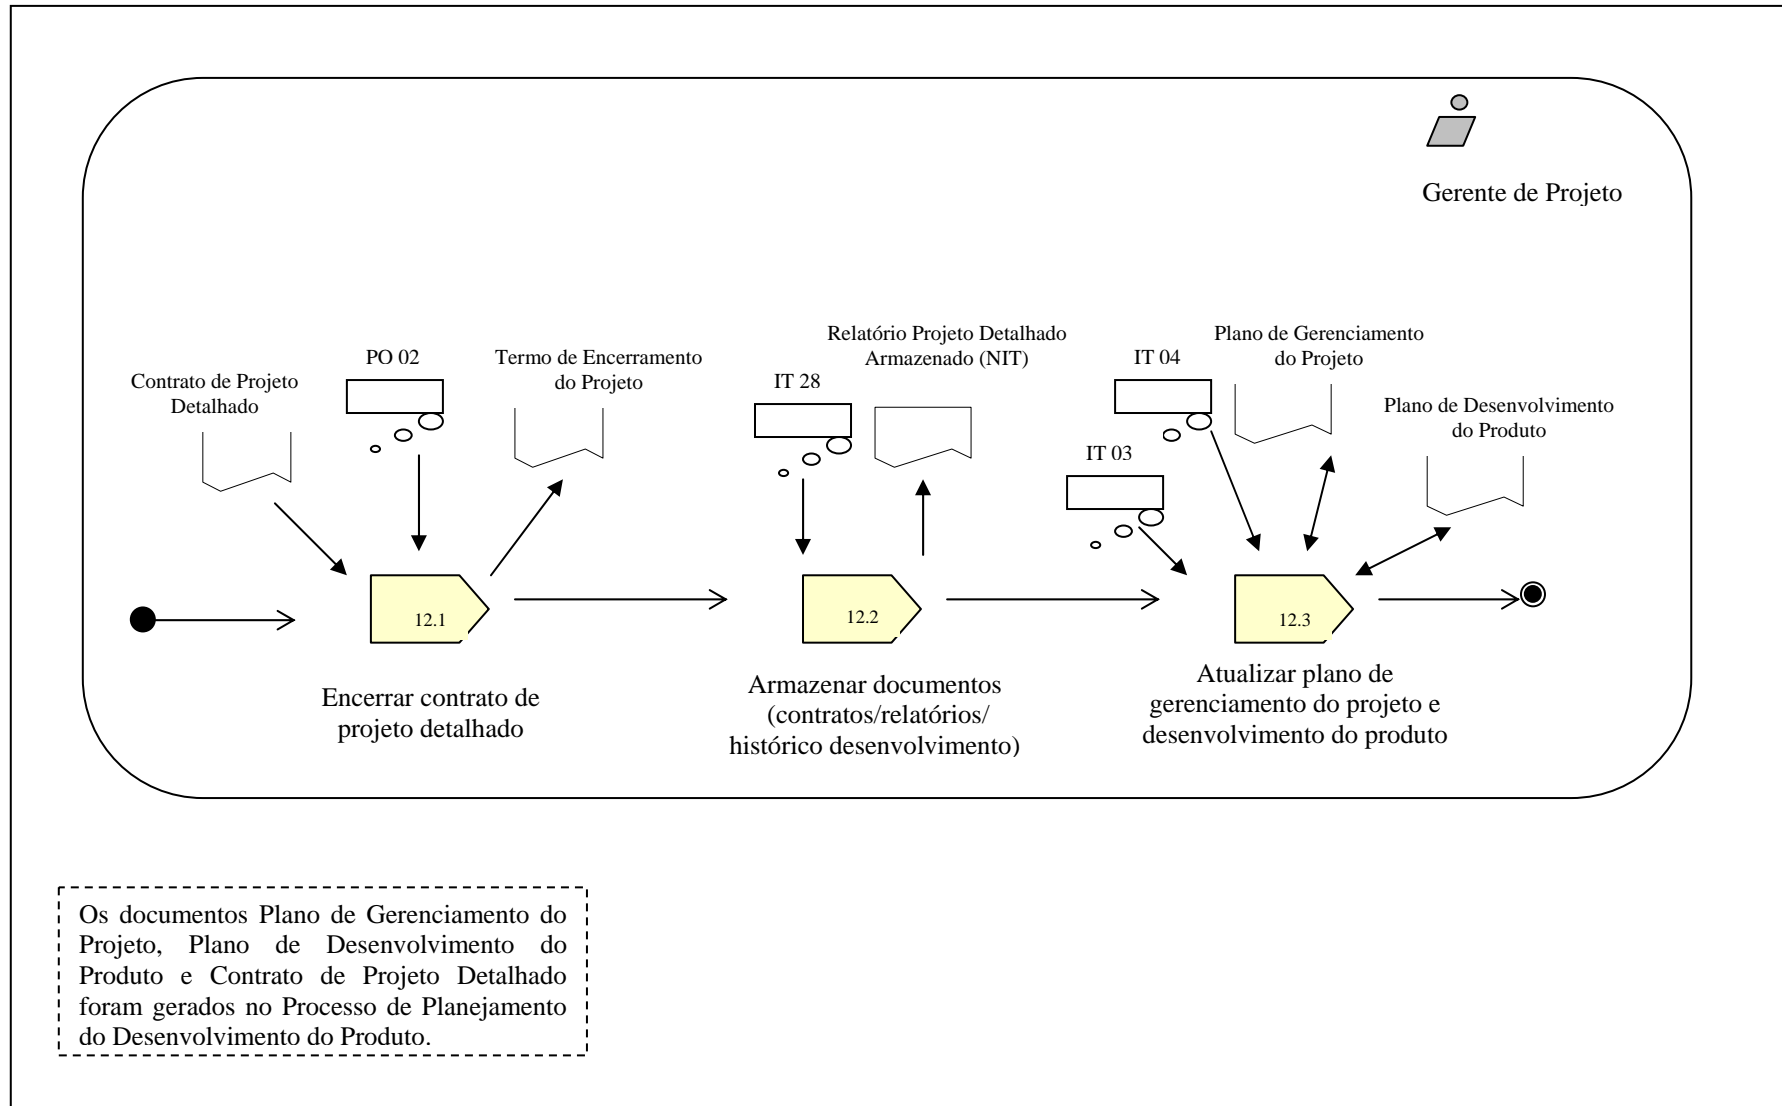 Gerente de Projeto
Contrato de Projeto
Detalhado
PO 02
Termo de Encerramento
do Projeto
IT 28
Relatório Projeto Detalhado
Armazenado (NIT)
IT 03
IT 04
Plano de Gerenciamento
do Projeto
Plano de Desenvolvimento
do Produto
12.1
12.2
12.3
Encerrar contrato de
projeto detalhado
Armazenar documentos
(contratos/relatórios/
histórico desenvolvimento)
Atualizar plano de
gerenciamento do projeto e
desenvolvimento do produto
Os documentos Plano de Gerenciamento do
Projeto, Plano de Desenvolvimento do
Produto e Contrato de Projeto Detalhado
foram gerados no Processo de Planejamento
do Desenvolvimento do Produto.